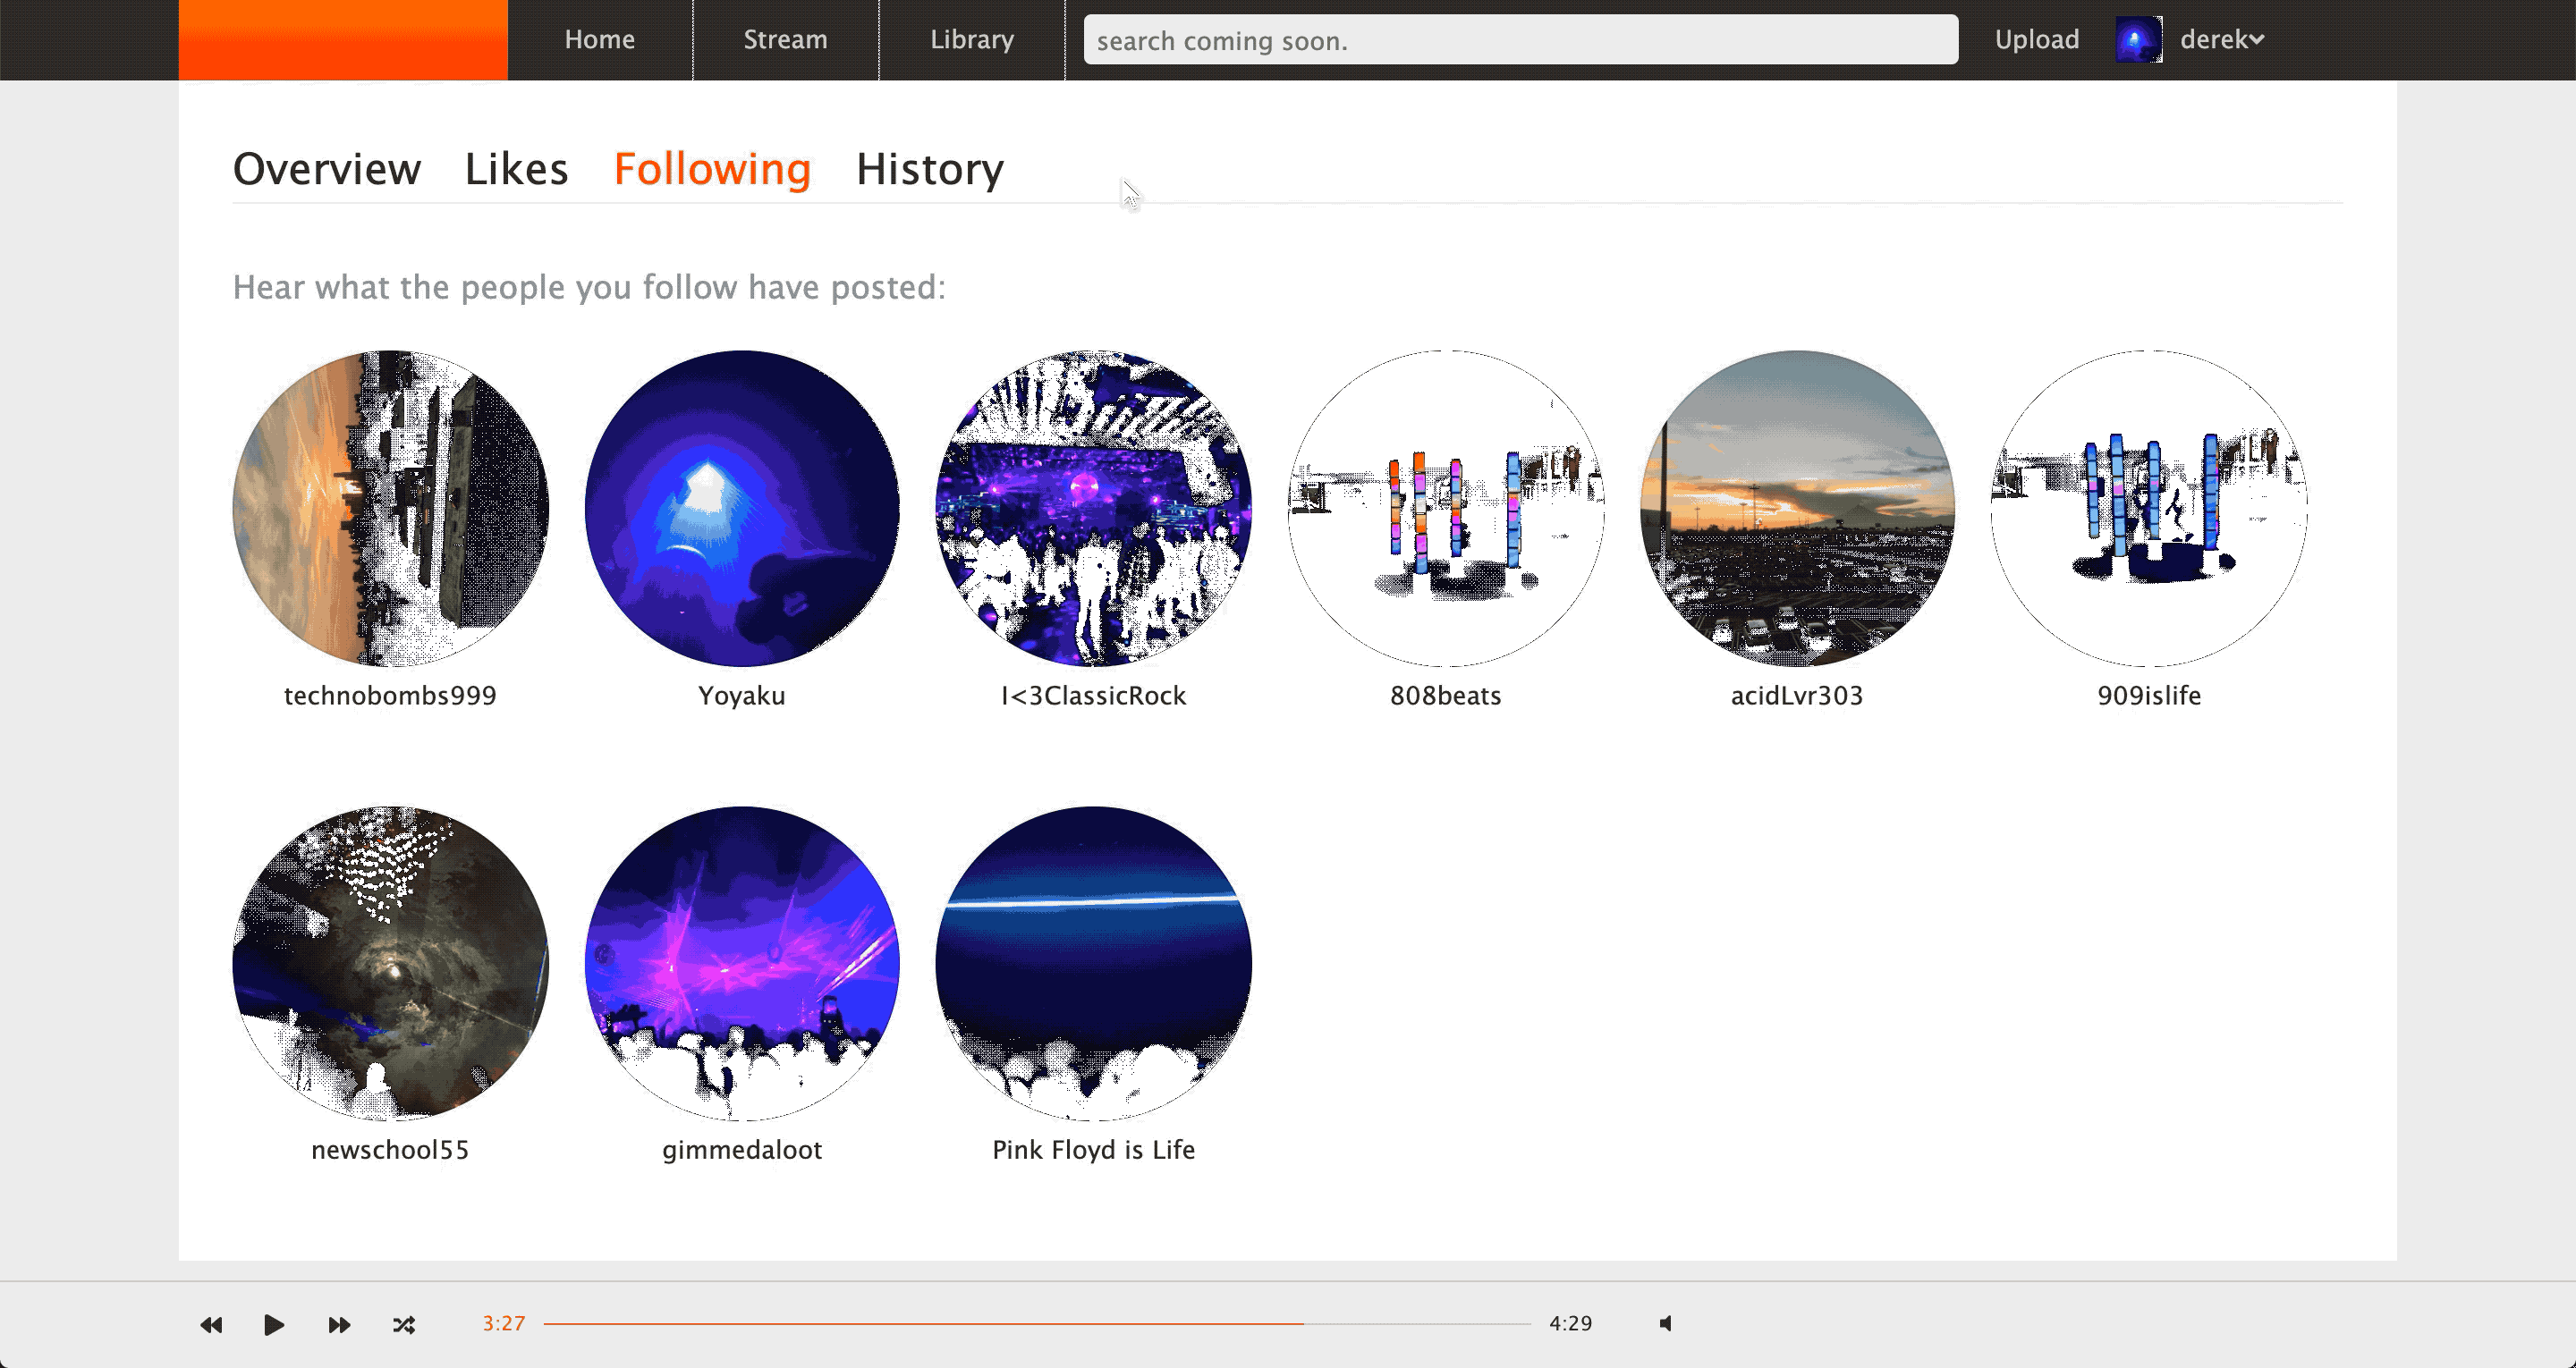 Home Stream Library search coming soon. Upload derek
Overview Likes Following History
Hear what the people you follow have posted:
technobombs999 Yoyaku I<3ClassicRock 808beats acidLvr303 909islife
newschool55 gimmedaloot Pink Floyd is Life
3:27 4:29